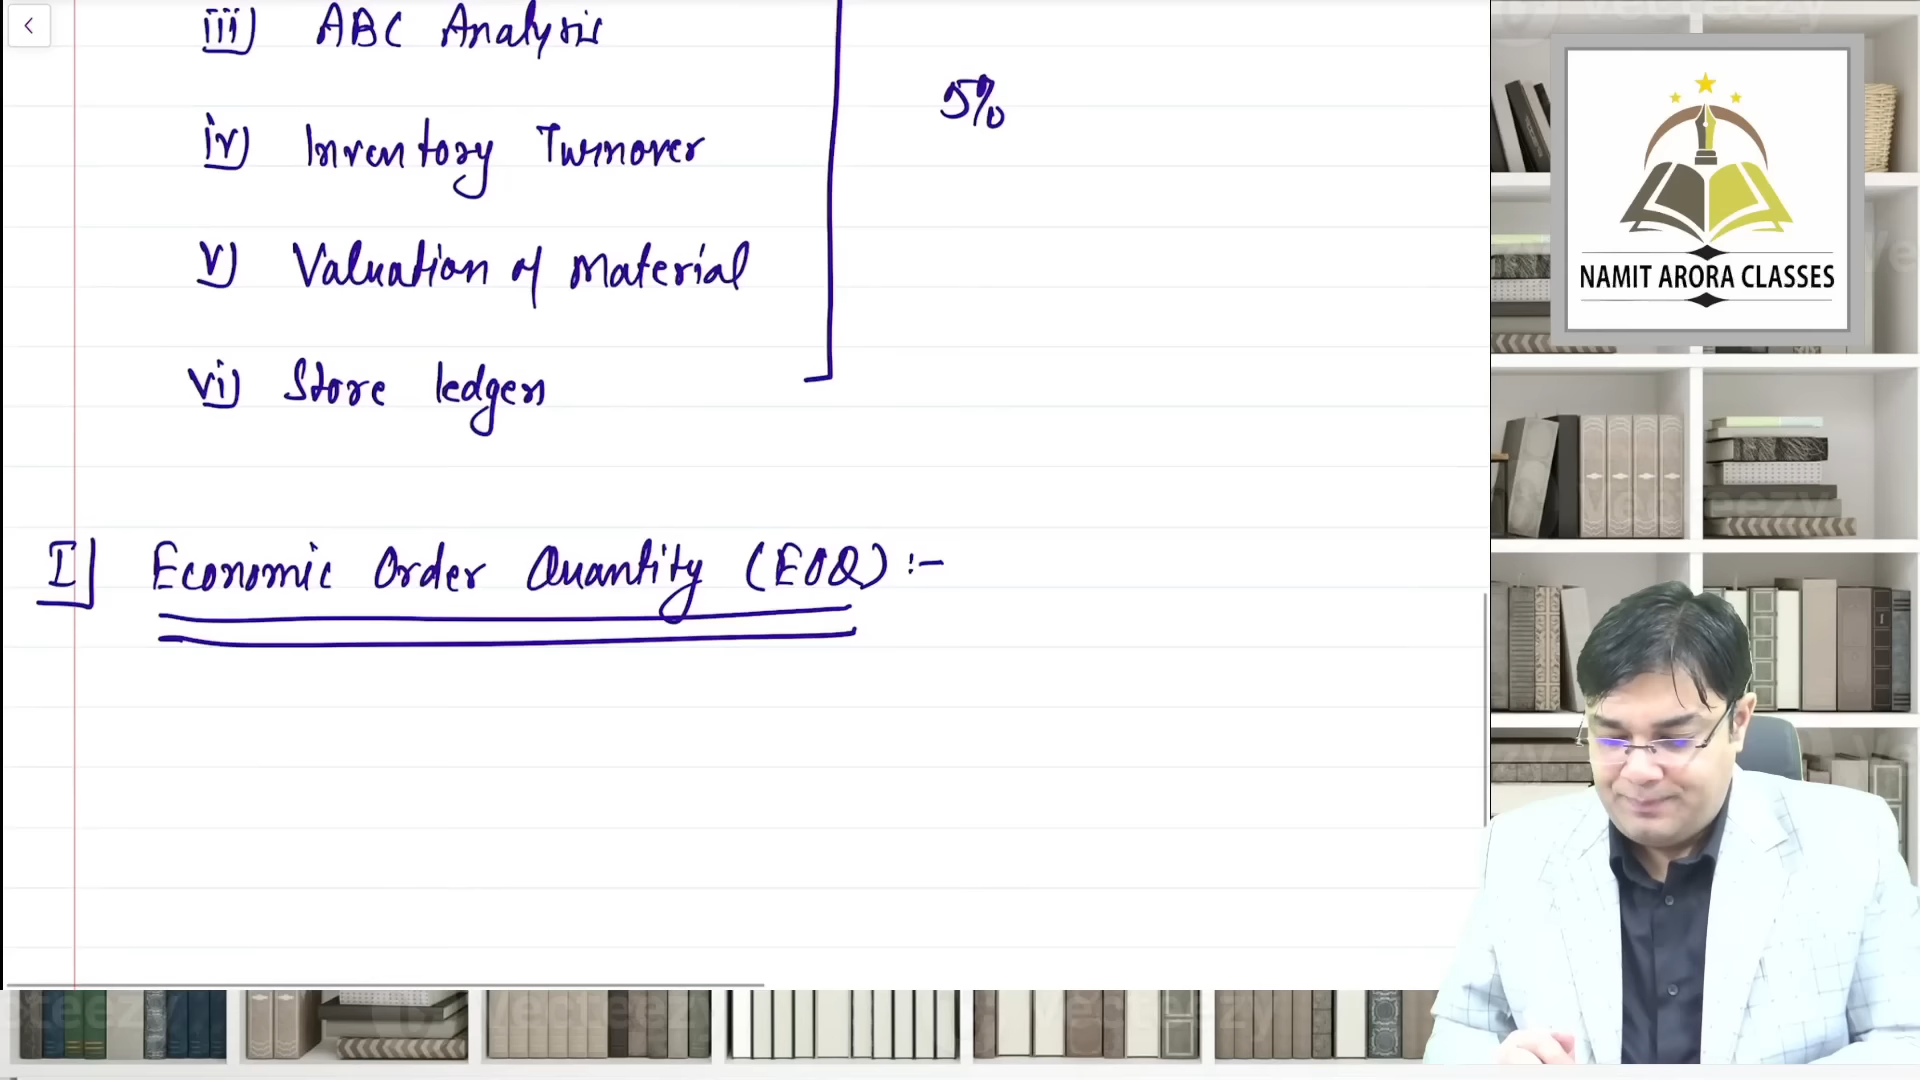 iii) ABC Analysis
5%
iv) Inventory Turnover
v) Valuation of Material
vi) Store ledgers
I] Economic Order Quantity (EOQ) :-
NAMIT ARORA CLASSES